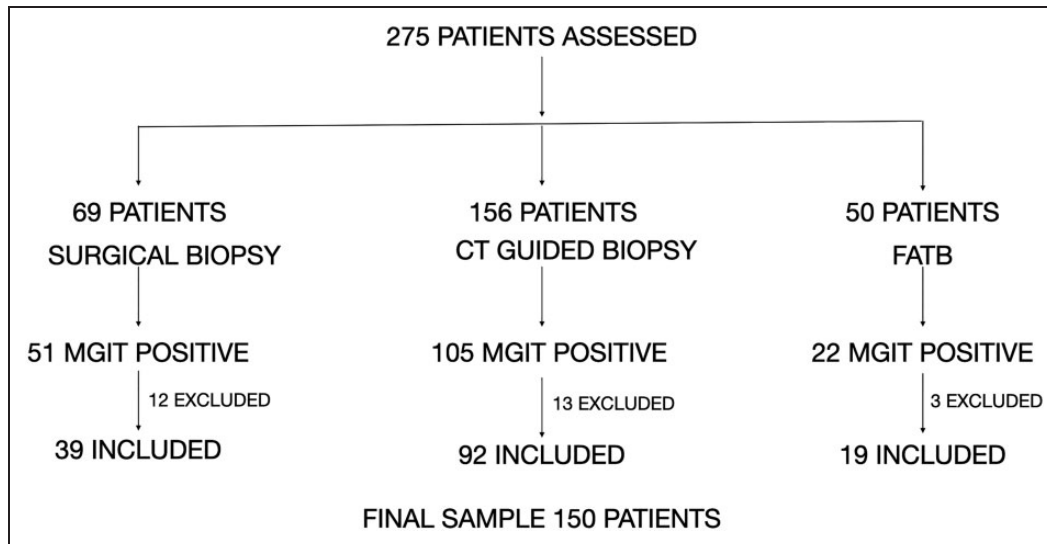 275 PATIENTS ASSESSED
69 PATIENTS
SURGICAL BIOPSY
156 PATIENTS
CT GUIDED BIOPSY
50 PATIENTS
FATB
51 MGIT POSITIVE
105 MGIT POSITIVE
22 MGIT POSITIVE
12 EXCLUDED
13 EXCLUDED
3 EXCLUDED
39 INCLUDED
92 INCLUDED
19 INCLUDED
FINAL SAMPLE 150 PATIENTS